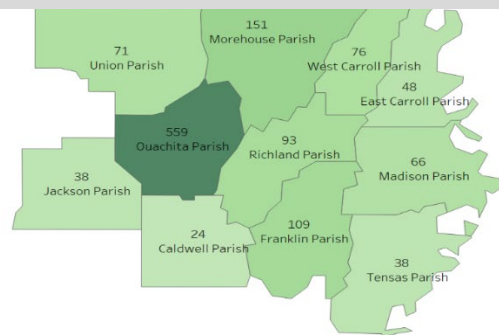 151
Morehouse Parish
71
Union Parish
76
West Carroll Parish
48
East Carroll Parish
559
Ouachita Parish
93
Richland Parish
66
Madison Parish
38
Jackson Parish
109
Franklin Parish
24
Caldwell Parish
38
Tensas Parish